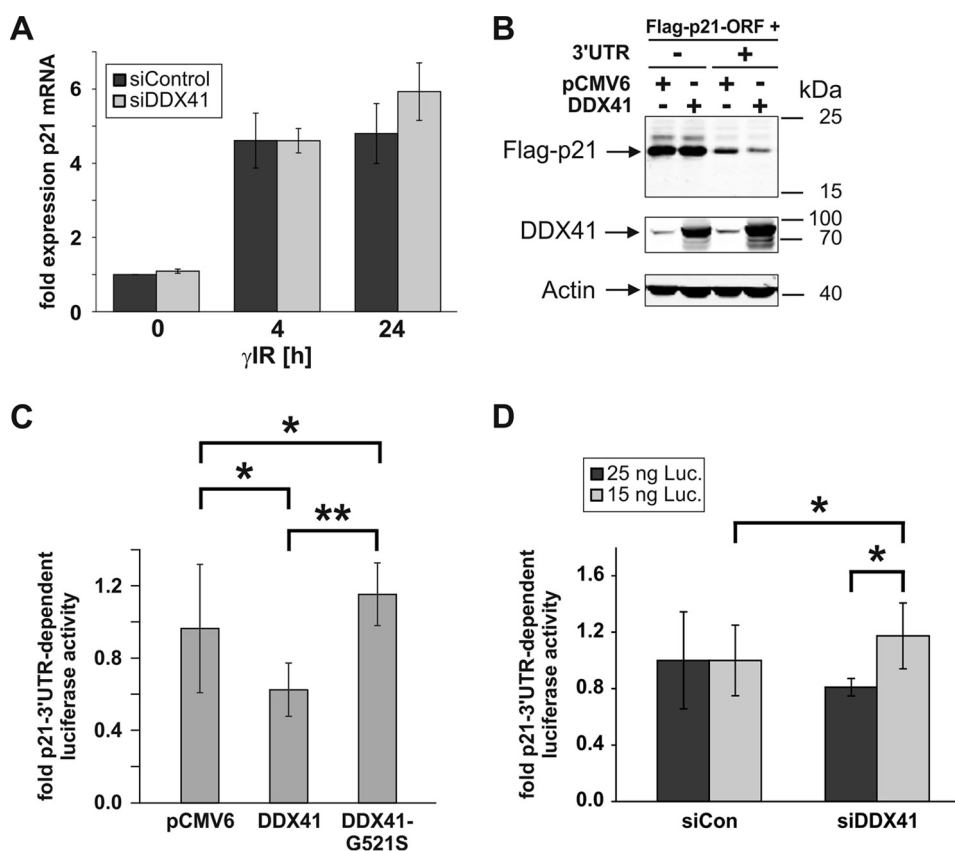 A
fold expression p21 mRNA
6
4
2
1
0
siControl
siDDX41
0
4
24
γIR [h]
B
Flag-p21-ORF +
3'UTR
- +
pCMV6
+ - + -
DDX41
- + - +
kDa
Flag-p21
25
15
DDX41
100
70
Actin
40
C
fold p21-3'UTR-dependent
luciferase activity
1.2
0.8
0.4
0.0
*
*
**
pCMV6
DDX41
DDX41-
G521S
D
25 ng Luc.
15 ng Luc.
fold p21-3'UTR-dependent
luciferase activity
1.6
1.2
0.8
0.4
0.0
*
*
siCon
siDDX41